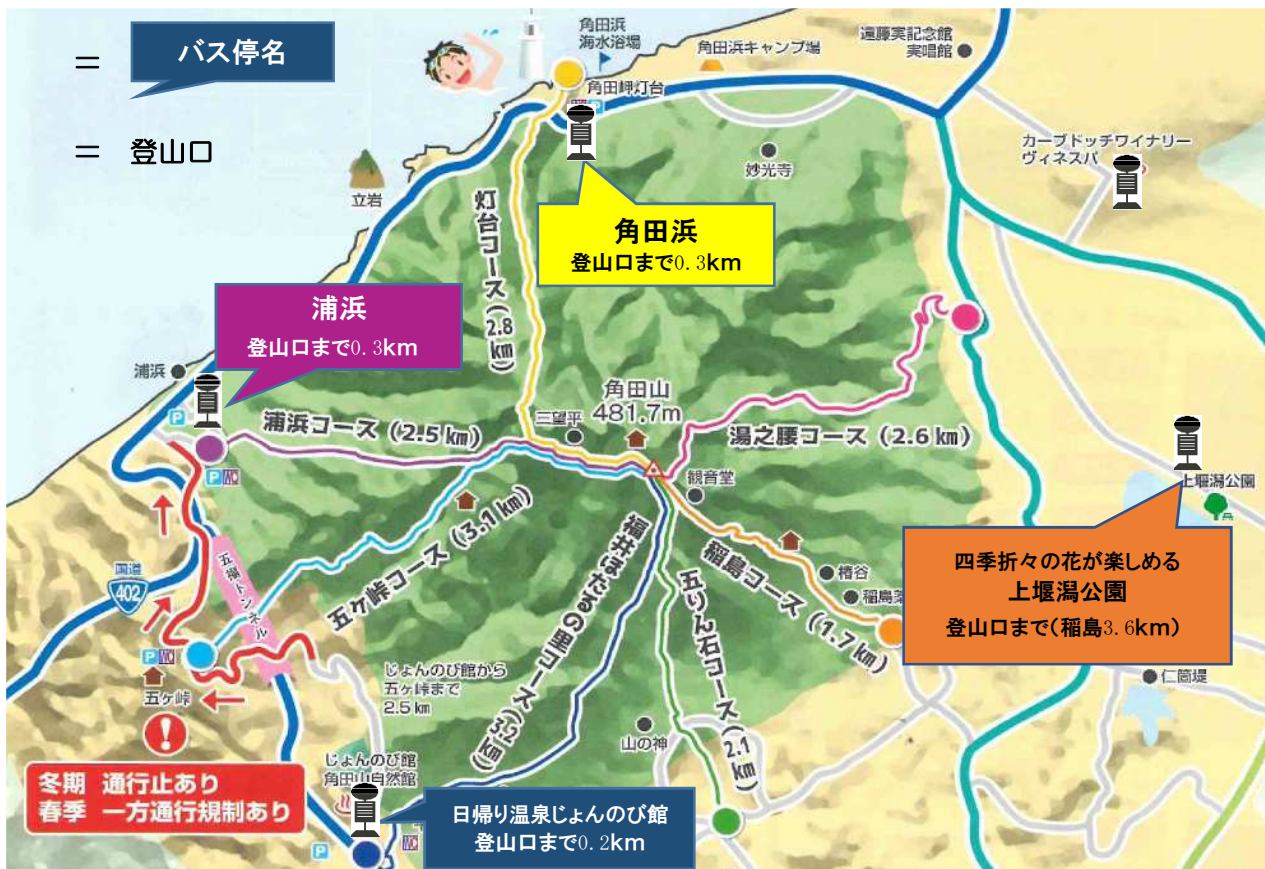 = バス停名
= 登山口
角田浜
海水浴場
角田浜キャンプ場
遠藤実記念館
実唱館
角田岬灯台
P
カーブドッチワイナリー
ヴィネスパ
妙光寺
立岩
角田浜
登山口まで0.3km
灯台コース(2.8km)
浦浜
登山口まで0.3km
浦浜
P
角田山
481.7m
三望平
浦浜コース(2.5km)
湯之腰コース(2.6km)
P WC
観音堂
上堰潟公園
五ケ峠コース(3.1km)
福井ほたるの里コース(3.2km)
五りん石コース(2.1km)
稲島コース(1.7km)
椿谷
稲島
四季折々の花が楽しめる
上堰潟公園
登山口まで(稲島3.6km)
国道
402
五福トンネル
P WC
五ケ峠
じょんのび館から
五ケ峠まで
2.5km
仁箇堤
山の神
冬期 通行止あり
春季 一方通行規制あり
じょんのび館
角田山自然館
日帰り温泉じょんのび館
登山口まで0.2km
P
WC